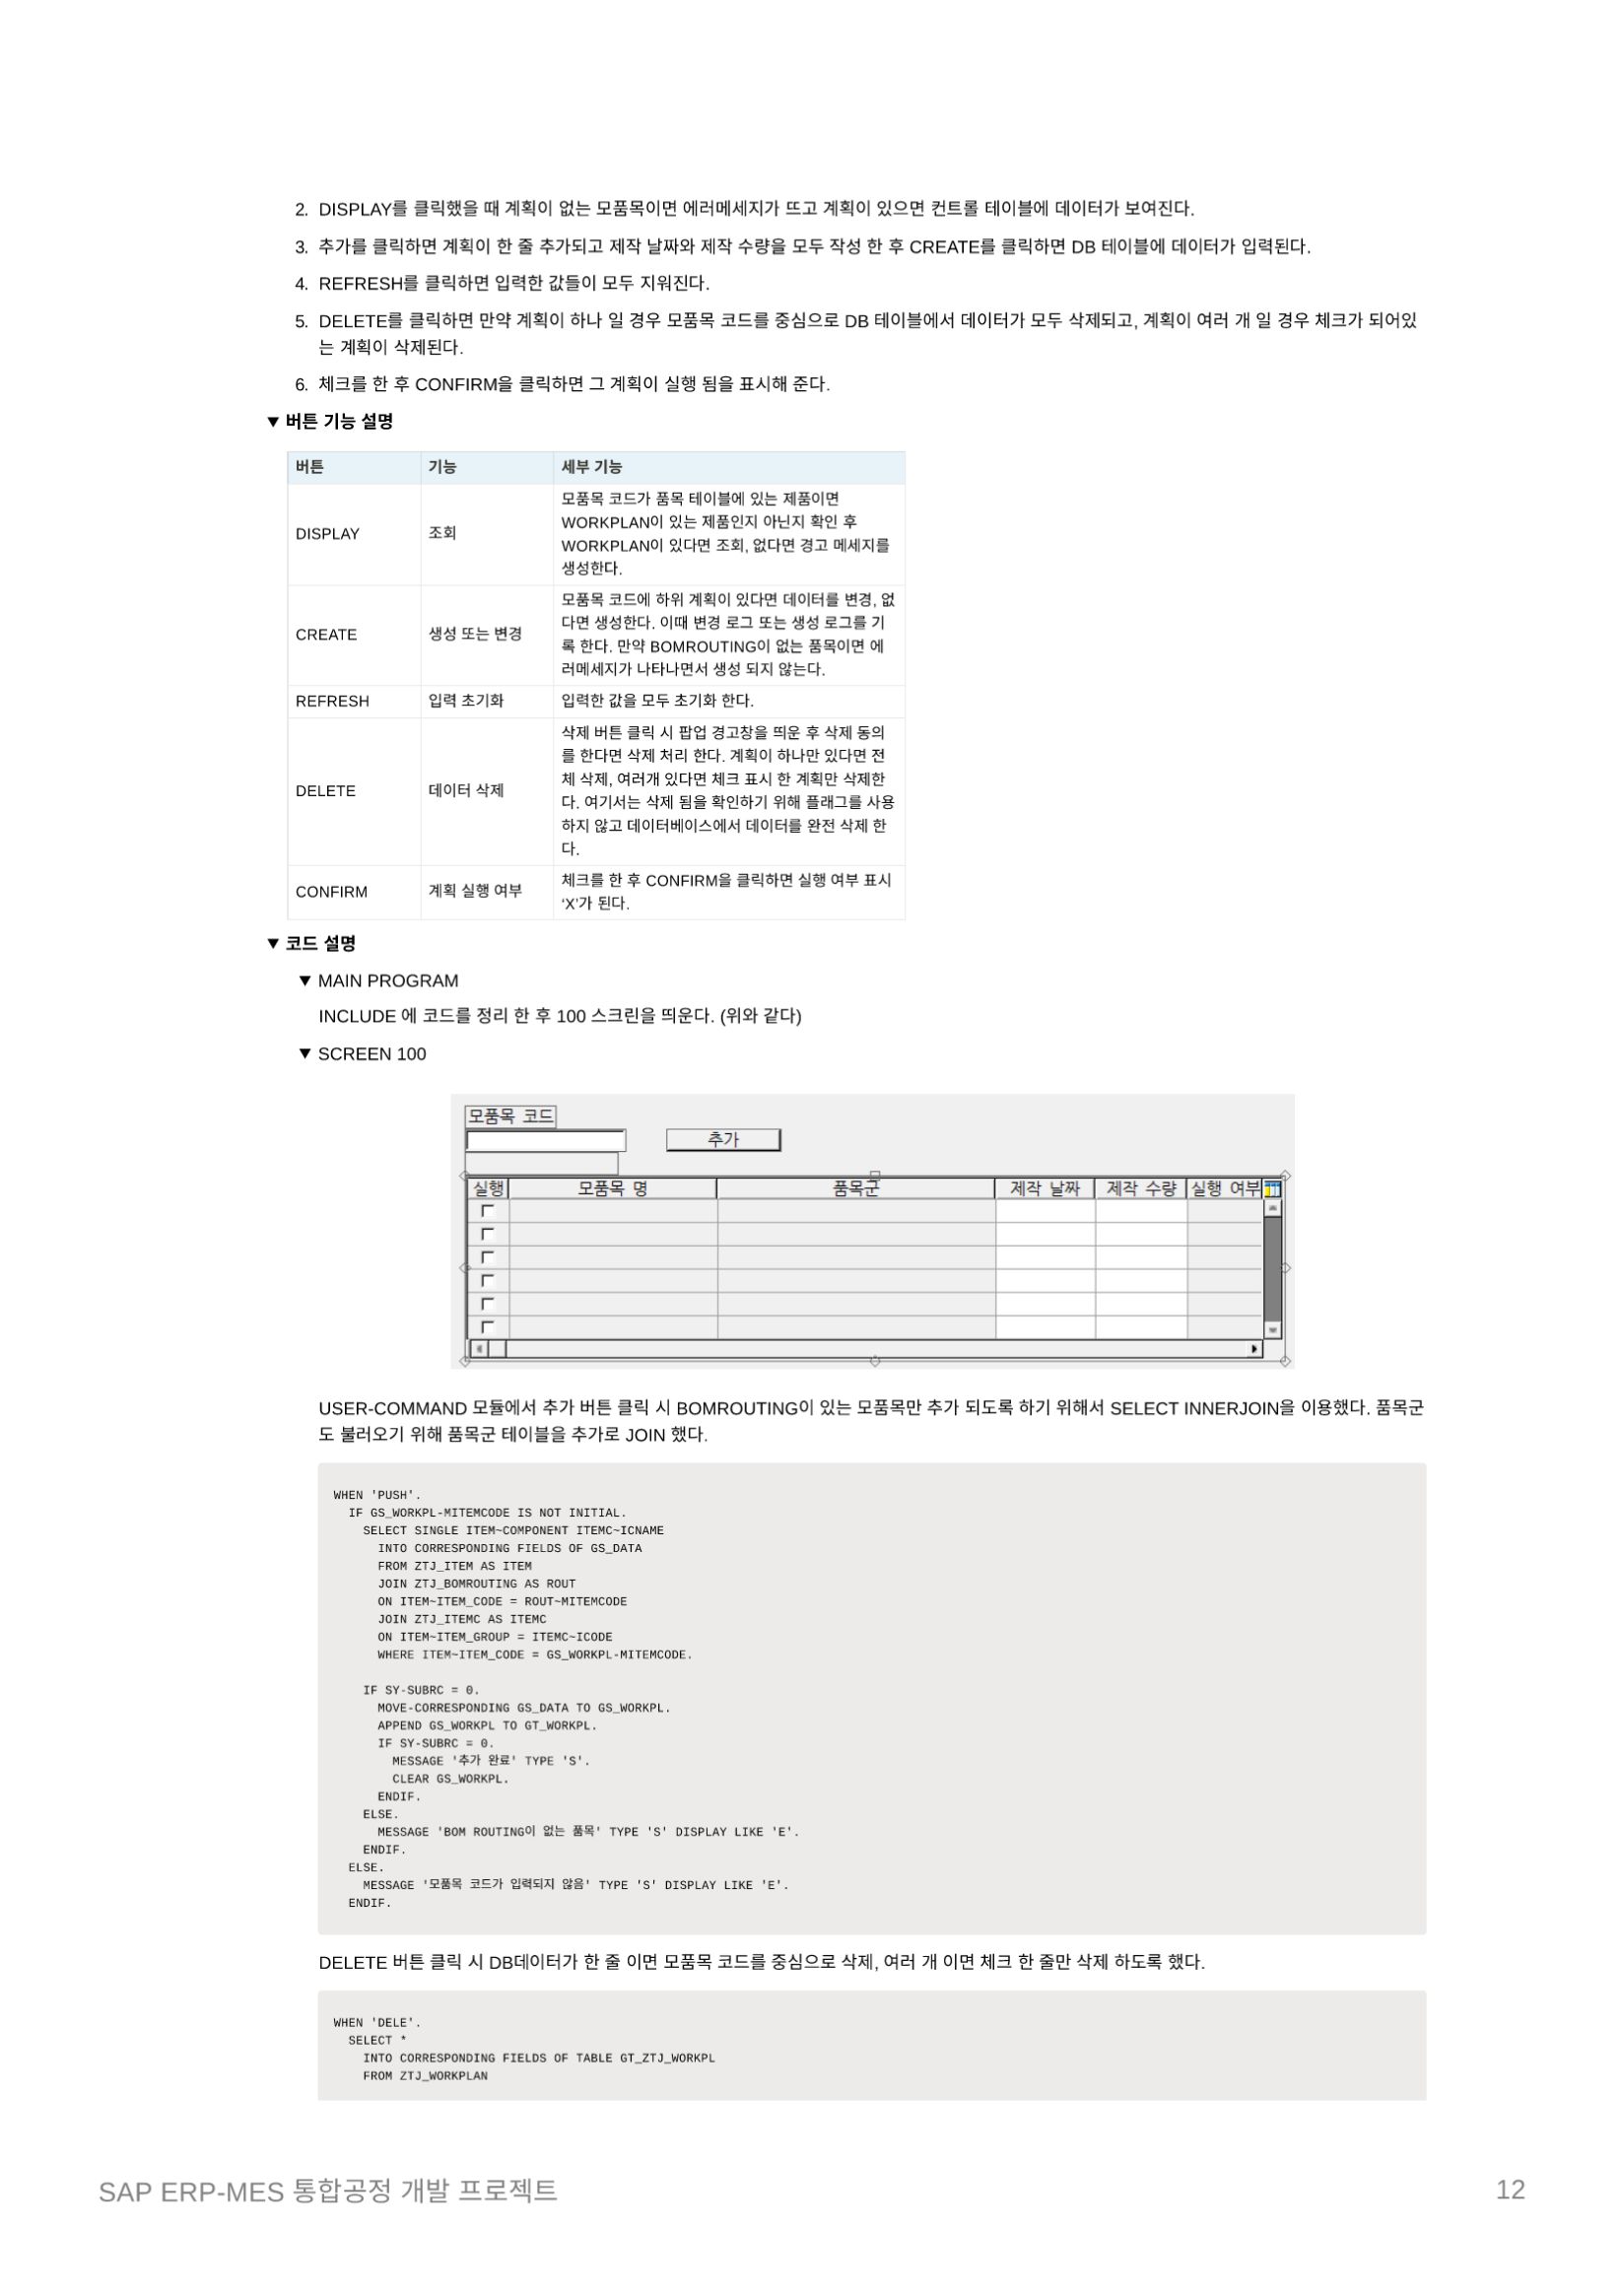 2. DISPLAY를 클릭했을 때 계획이 없는 모품목이면 에러메세지가 뜨고 계획이 있으면 컨트롤 테이블에 데이터가 보여진다.
3. 추가를 클릭하면 계획이 한 줄 추가되고 제작 날짜와 제작 수량을 모두 작성 한 후 CREATE를 클릭하면 DB 테이블에 데이터가 입력된다.
4. REFRESH를 클릭하면 입력한 값들이 모두 지워진다.
5. DELETE를 클릭하면 만약 계획이 하나 일 경우 모품목 코드를 중심으로 DB 테이블에서 데이터가 모두 삭제되고, 계획이 여러 개 일 경우 체크가 되어있
는 계획이 삭제된다.
6. 체크를 한 후 CONFIRM을 클릭하면 그 계획이 실행 됨을 표시해 준다.
▼ 버튼 기능 설명
버튼 기능 세부 기능
DISPLAY 조회
모품목 코드가 품목 테이블에 있는 제품이면
WORKPLAN이 있는 제품인지 아닌지 확인 후
WORKPLAN이 있다면 조회, 없다면 경고 메세지를
생성한다.
CREATE 생성 또는 변경
모품목 코드에 하위 계획이 있다면 데이터를 변경, 없
다면 생성한다. 이때 변경 로그 또는 생성 로그를 기
록 한다. 만약 BOMROUTING이 없는 품목이면 에
러메세지가 나타나면서 생성 되지 않는다.
REFRESH 입력 초기화 입력한 값을 모두 초기화 한다.
DELETE 데이터 삭제
삭제 버튼 클릭 시 팝업 경고창을 띄운 후 삭제 동의
를 한다면 삭제 처리 한다. 계획이 하나만 있다면 전
체 삭제, 여러개 있다면 체크 표시 한 계획만 삭제한
다. 여기서는 삭제 됨을 확인하기 위해 플래그를 사용
하지 않고 데이터베이스에서 데이터를 완전 삭제 한
다.
CONFIRM 계획 실행 여부
체크를 한 후 CONFIRM을 클릭하면 실행 여부 표시
‘X’가 된다.
▼ 코드 설명
▼ MAIN PROGRAM
INCLUDE 에 코드를 정리 한 후 100 스크린을 띄운다. (위와 같다)
▼ SCREEN 100
모품목 코드
추가
실행 모품목 명 품목군 제작 날짜 제작 수량 실행 여부
USER-COMMAND 모듈에서 추가 버튼 클릭 시 BOMROUTING이 있는 모품목만 추가 되도록 하기 위해서 SELECT INNERJOIN을 이용했다. 품목군
도 불러오기 위해 품목군 테이블을 추가로 JOIN 했다.
WHEN 'PUSH'.
IF GS_WORKPL-MITEMCODE IS NOT INITIAL.
SELECT SINGLE ITEM~COMPONENT ITEMC~ICNAME
INTO CORRESPONDING FIELDS OF GS_DATA
FROM ZTJ_ITEM AS ITEM
JOIN ZTJ_BOMROUTING AS ROUT
ON ITEM~ITEM_CODE = ROUT~MITEMCODE
JOIN ZTJ_ITEMC AS ITEMC
ON ITEM~ITEM_GROUP = ITEMC~ICODE
WHERE ITEM~ITEM_CODE = GS_WORKPL-MITEMCODE.
IF SY-SUBRC = 0.
MOVE-CORRESPONDING GS_DATA TO GS_WORKPL.
APPEND GS_WORKPL TO GT_WORKPL.
IF SY-SUBRC = 0.
MESSAGE '추가 완료' TYPE 'S'.
CLEAR GS_WORKPL.
ENDIF.
ELSE.
MESSAGE 'BOM ROUTING이 없는 품목' TYPE 'S' DISPLAY LIKE 'E'.
ENDIF.
ELSE.
MESSAGE '모품목 코드가 입력되지 않음' TYPE 'S' DISPLAY LIKE 'E'.
ENDIF.
DELETE 버튼 클릭 시 DB데이터가 한 줄 이면 모품목 코드를 중심으로 삭제, 여러 개 이면 체크 한 줄만 삭제 하도록 했다.
WHEN 'DELE'.
SELECT *
INTO CORRESPONDING FIELDS OF TABLE GT_ZTJ_WORKPL
FROM ZTJ_WORKPLAN
SAP ERP-MES 통합공정 개발 프로젝트 12